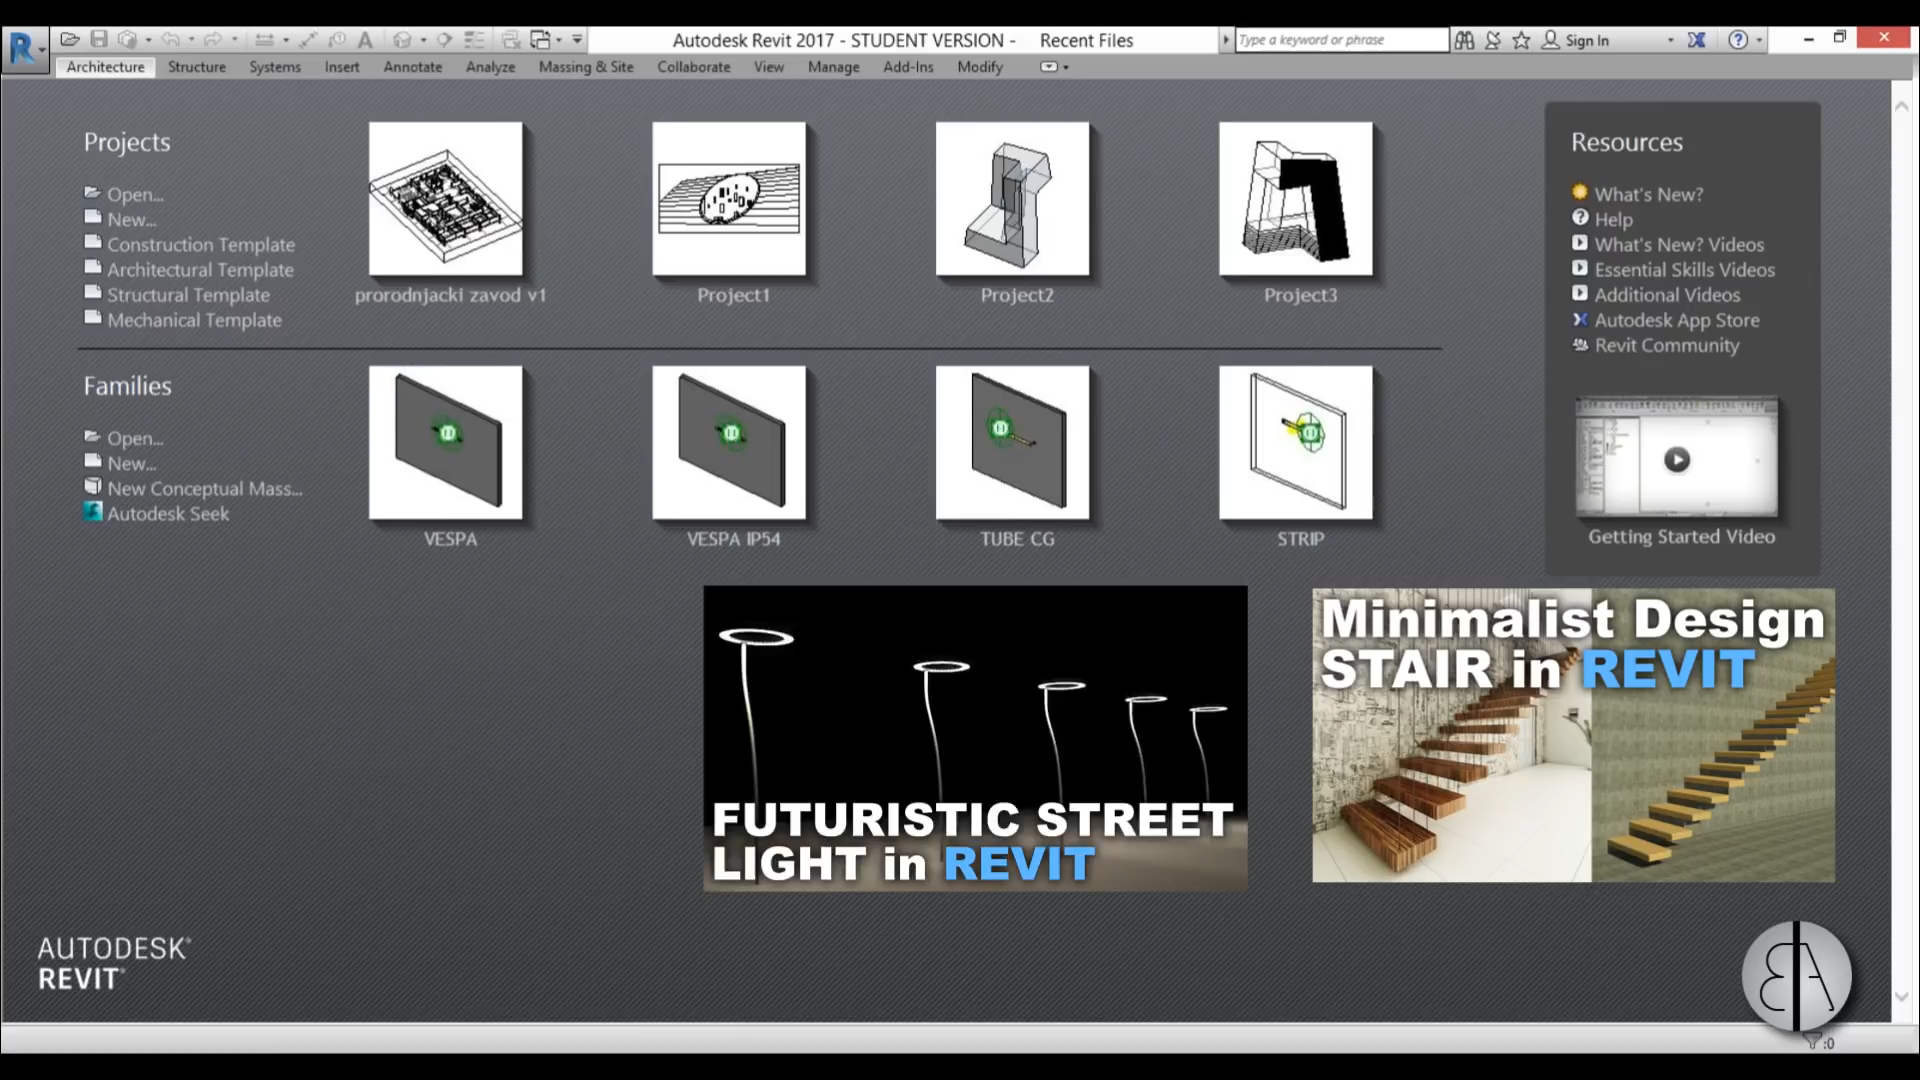 Autodesk Revit 2017 - STUDENT VERSION - Recent Files
Type a keyword or phrase
Sign In
Architecture Structure Systems Insert Annotate Analyze Massing & Site Collaborate View Manage Add-Ins Modify
Projects
Open...
New...
Construction Template
Architectural Template
Structural Template
Mechanical Template
prorodnjacki zavod v1
Project1
Project2
Project3
Families
Open...
New...
New Conceptual Mass...
Autodesk Seek
VESPA
VESPA IP54
TUBE CG
STRIP
Resources
What's New?
Help
What's New? Videos
Essential Skills Videos
Additional Videos
Autodesk App Store
Revit Community
Getting Started Video
FUTURISTIC STREET
LIGHT in REVIT
Minimalist Design
STAIR in REVIT
AUTODESK®
REVIT®
BA
:0